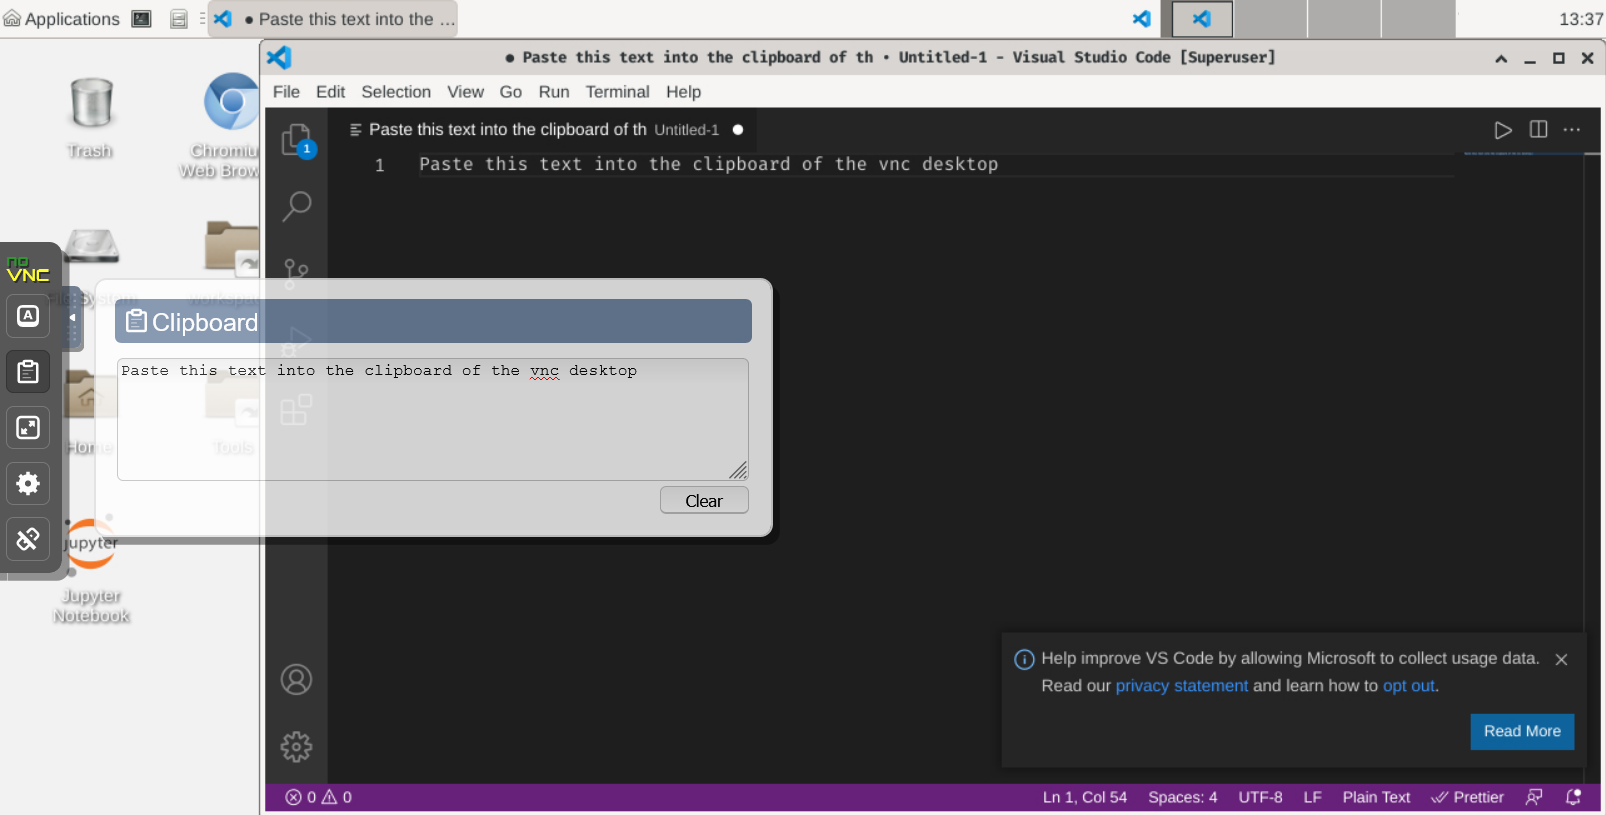 Applications
● Paste this text into the ...
13:37
● Paste this text into the clipboard of th • Untitled-1 - Visual Studio Code [Superuser]
File Edit Selection View Go Run Terminal Help
Paste this text into the clipboard of th Untitled-1 ●
1
1 Paste this text into the clipboard of the vnc desktop
Trash
Chromiu
Web Brow
no
VNC
A
System
workspa
Clipboard
Paste this text into the clipboard of the vnc desktop
Clear
Home
Tools
jupyter
Jupyter
Notebook
Help improve VS Code by allowing Microsoft to collect usage data.
Read our privacy statement and learn how to opt out.
Read More
0 0
Ln 1, Col 54 Spaces: 4 UTF-8 LF Plain Text Prettier